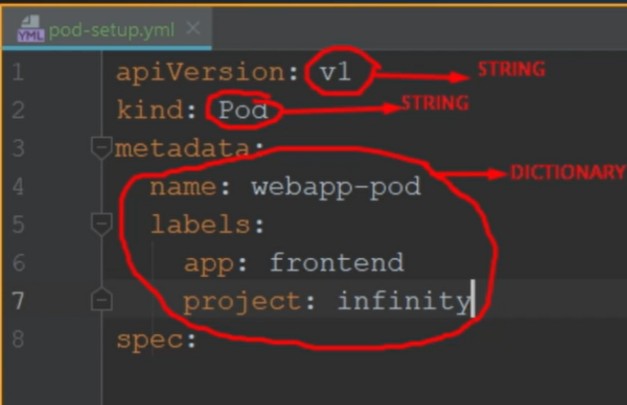 YML pod-setup.yml ×
1 apiVersion: v1 STRING
2 kind: Pod STRING
3 metadata:
4 name: webapp-pod DICTIONARY
5 labels:
6 app: frontend
7 project: infinity
8 spec: